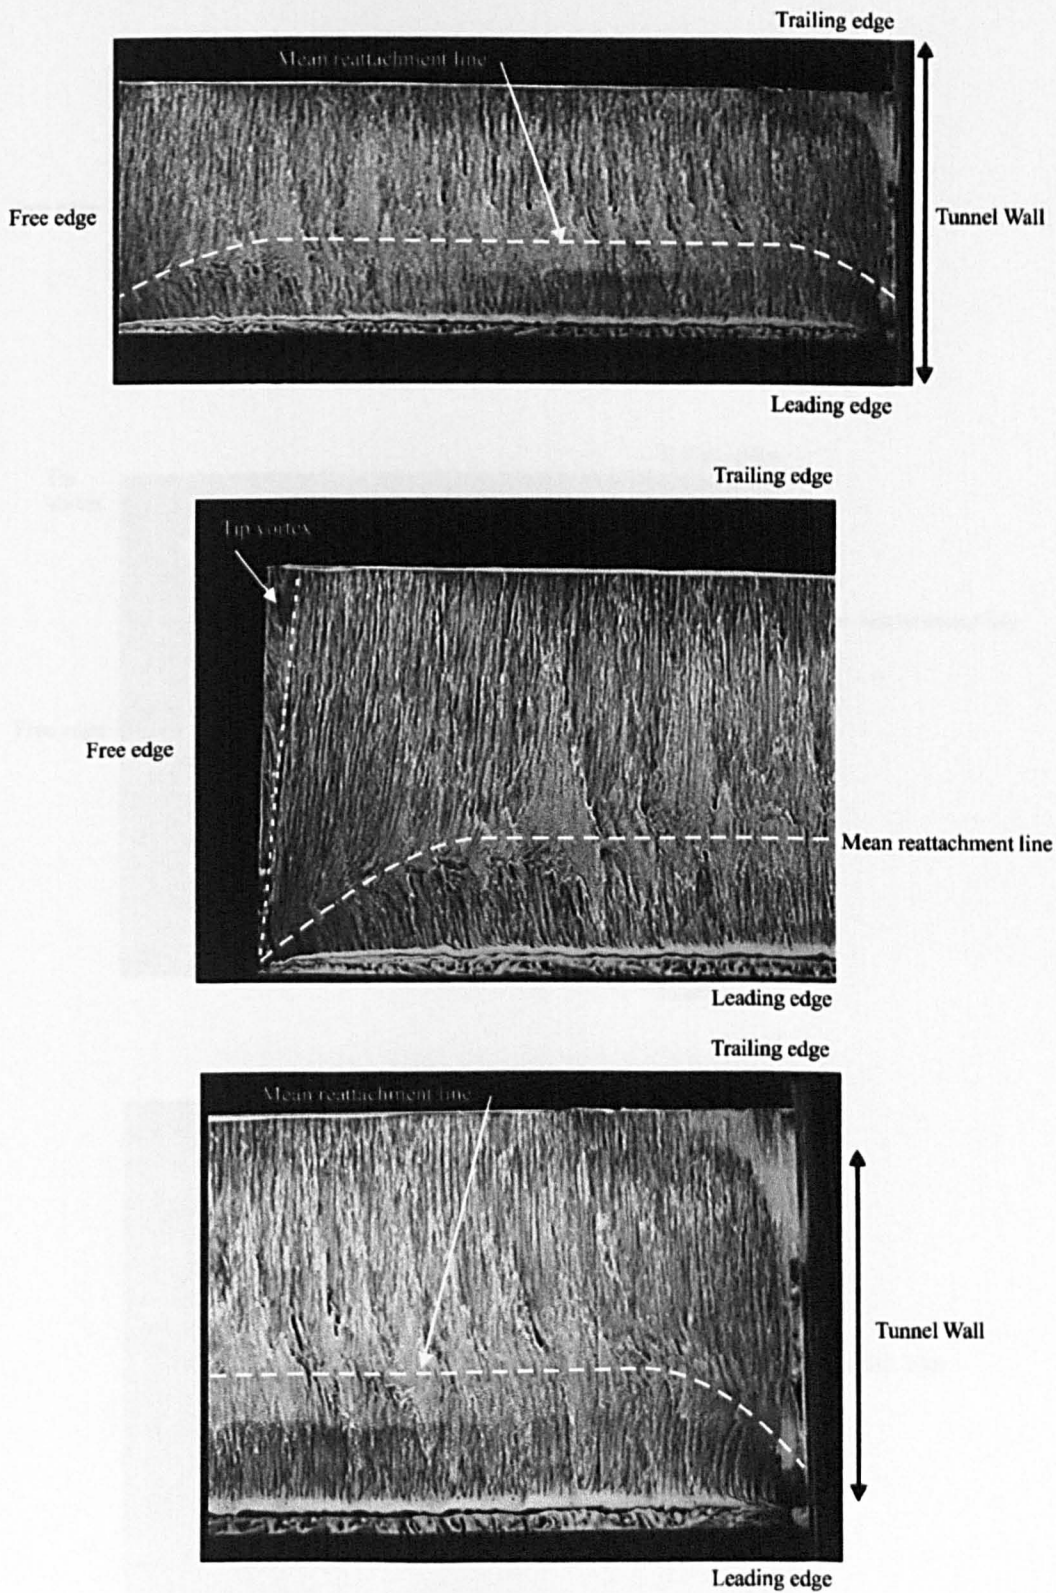 Trailing edge
Mean reattachment line
Free edge
Tunnel Wall
Leading edge
Trailing edge
Tip vortex
Free edge
Mean reattachment line
Leading edge
Trailing edge
Mean reattachment line
Tunnel Wall
Leading edge